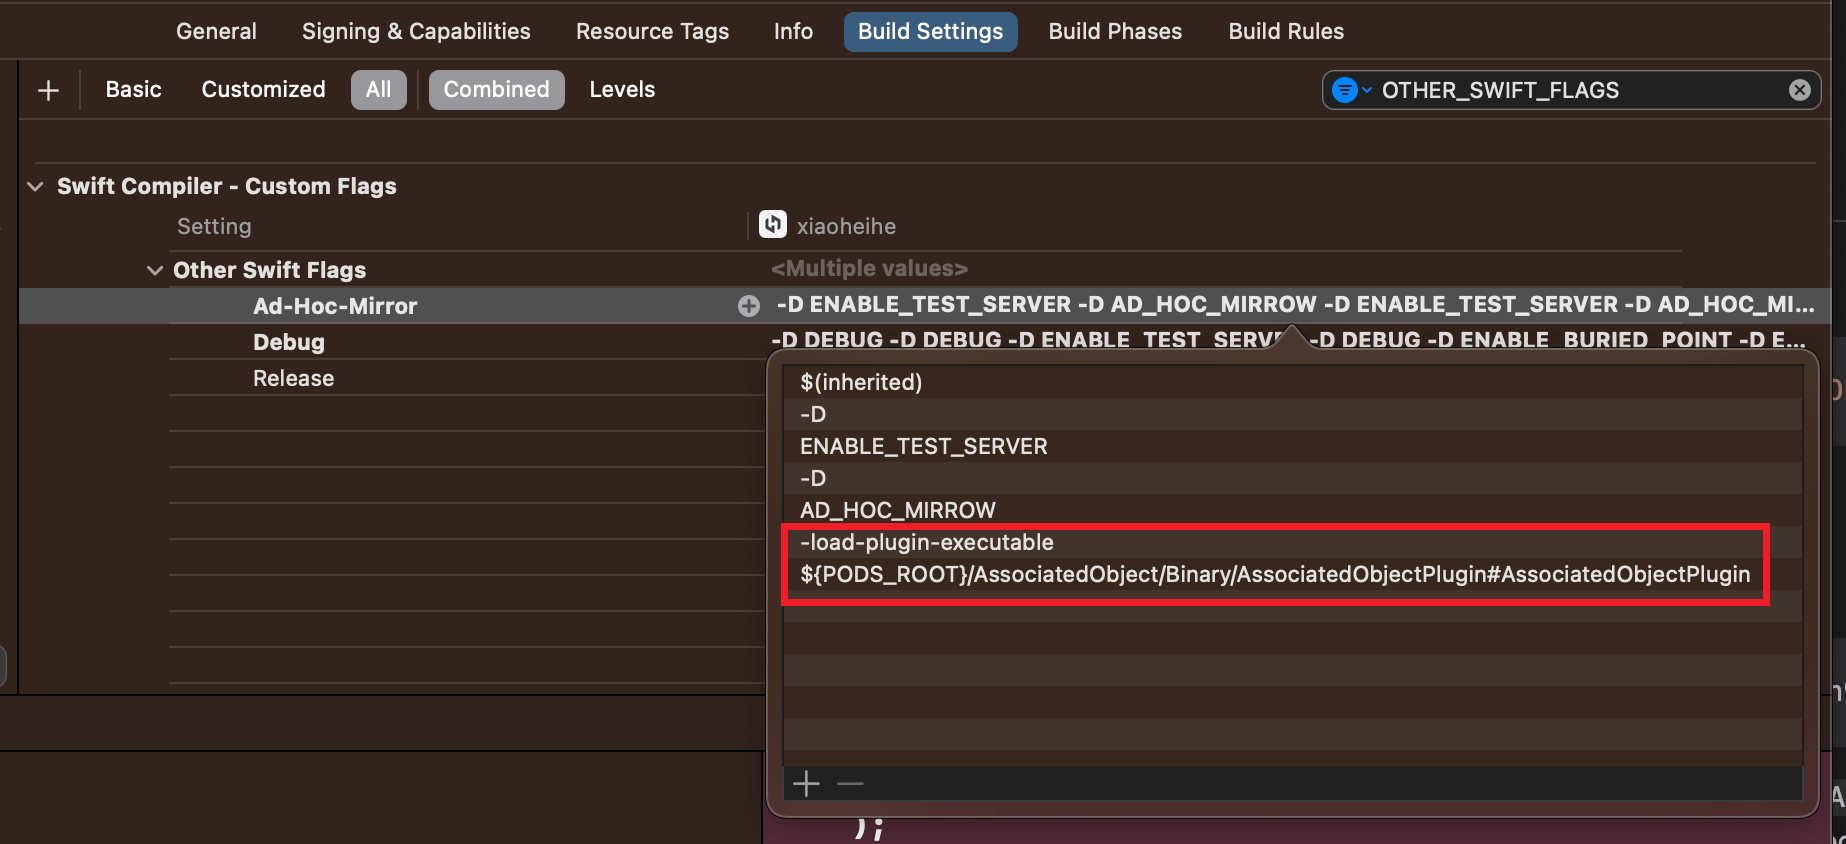 General Signing & Capabilities Resource Tags Info Build Settings Build Phases Build Rules
Basic Customized All Combined Levels OTHER_SWIFT_FLAGS
Swift Compiler - Custom Flags
Setting xiaoheihe
Other Swift Flags <Multiple values>
Ad-Hoc-Mirror -D ENABLE_TEST_SERVER -D AD_HOC_MIRROW -D ENABLE_TEST_SERVER -D AD_HOC_MI...
Debug -D DEBUG -D DEBUG -D ENABLE_TEST_SERVE -D DEBUG -D ENABLE_BURIED_POINT -D E...
Release
$(inherited)
-D
ENABLE_TEST_SERVER
-D
AD_HOC_MIRROW
-load-plugin-executable
${PODS_ROOT}/AssociatedObject/Binary/AssociatedObjectPlugin#AssociatedObjectPlugin
);